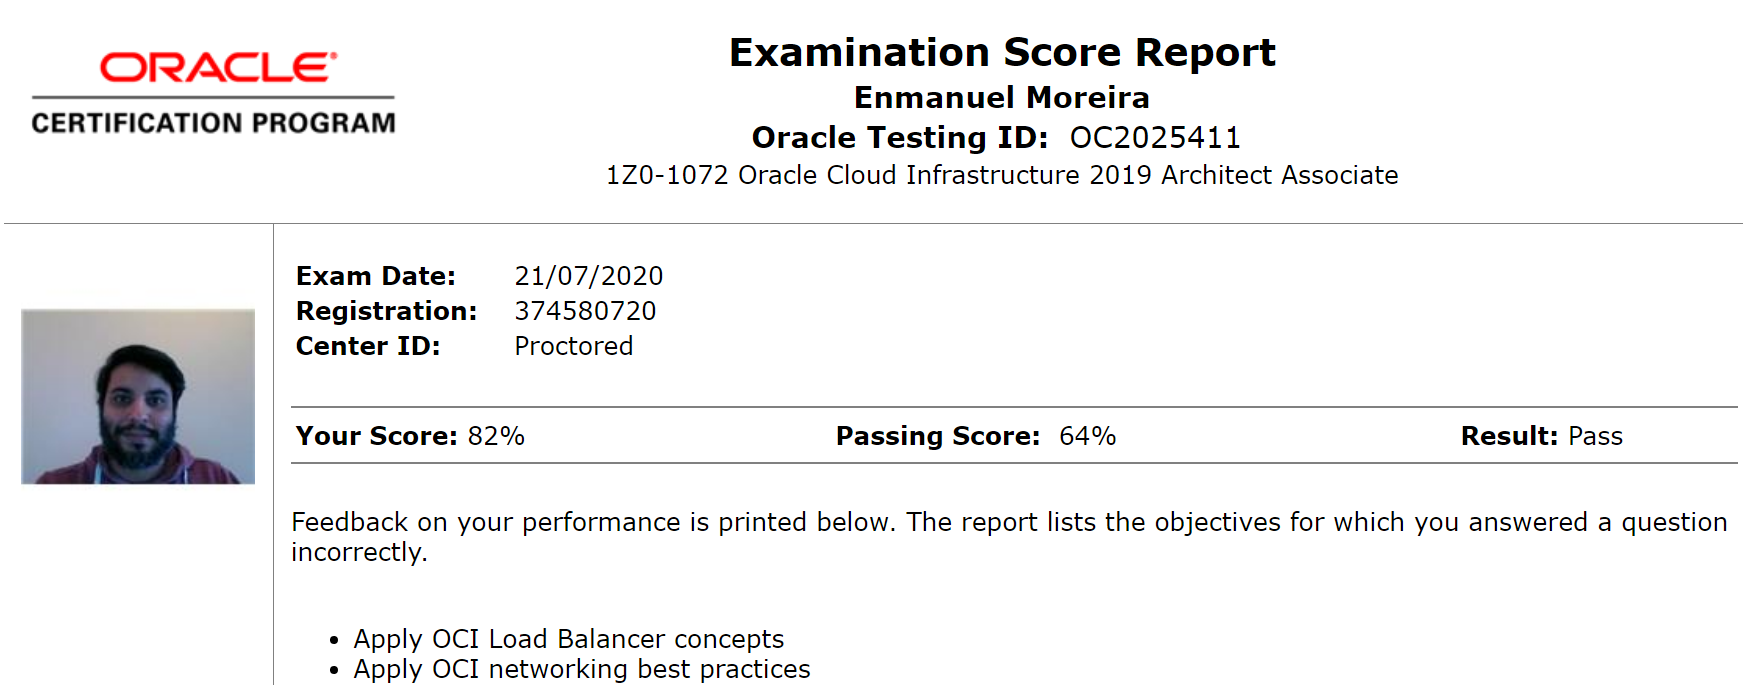 ORACLE
CERTIFICATION PROGRAM
Examination Score Report
Enmanuel Moreira
Oracle Testing ID: OC2025411
1Z0-1072 Oracle Cloud Infrastructure 2019 Architect Associate
Exam Date: 21/07/2020
Registration: 374580720
Center ID: Proctored
Your Score: 82% Passing Score: 64% Result: Pass
Feedback on your performance is printed below. The report lists the objectives for which you answered a question
incorrectly.
• Apply OCI Load Balancer concepts
• Apply OCI networking best practices